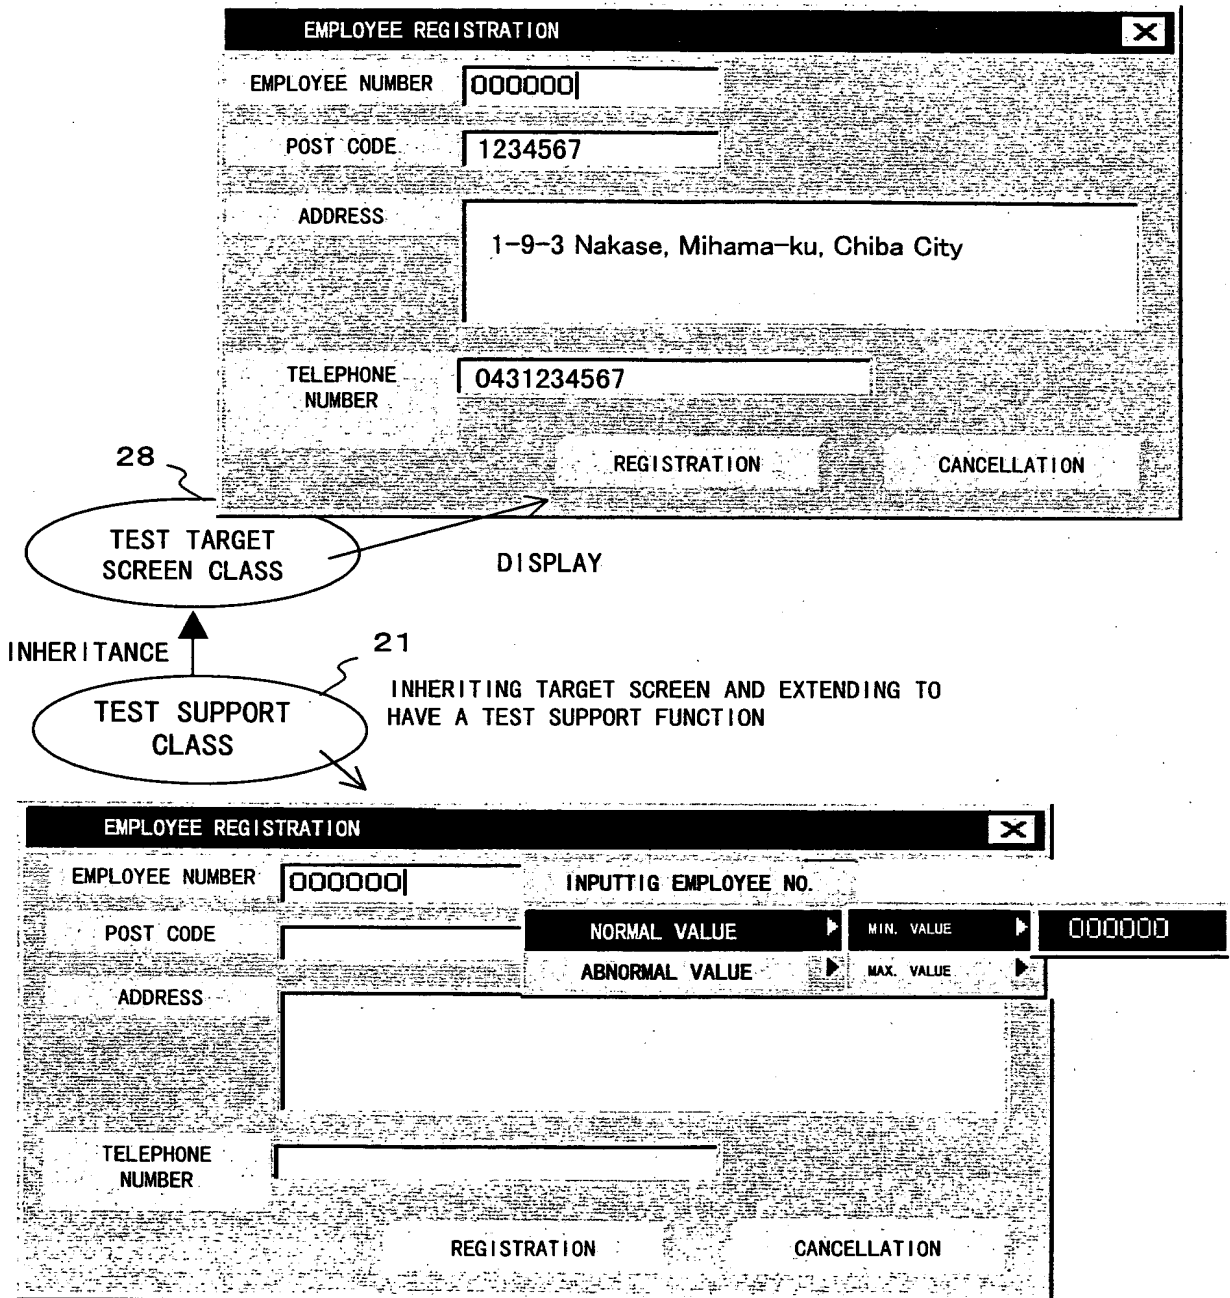 EMPLOYEE REGISTRATION
EMPLOYEE NUMBER 000000
POST CODE 1234567
ADDRESS
1-9-3 Nakase, Mihama-ku, Chiba City
TELEPHONE
NUMBER
0431234567
REGISTRATION CANCELLATION
28
TEST TARGET
SCREEN CLASS
DISPLAY
INHERITANCE
21
TEST SUPPORT
CLASS
INHERITING TARGET SCREEN AND EXTENDING TO
HAVE A TEST SUPPORT FUNCTION
EMPLOYEE REGISTRATION
EMPLOYEE NUMBER 000000 INPUTTIG EMPLOYEE NO.
POST CODE NORMAL VALUE MIN. VALUE 000000
ABNORMAL VALUE MAX. VALUE
ADDRESS
TELEPHONE
NUMBER
REGISTRATION CANCELLATION